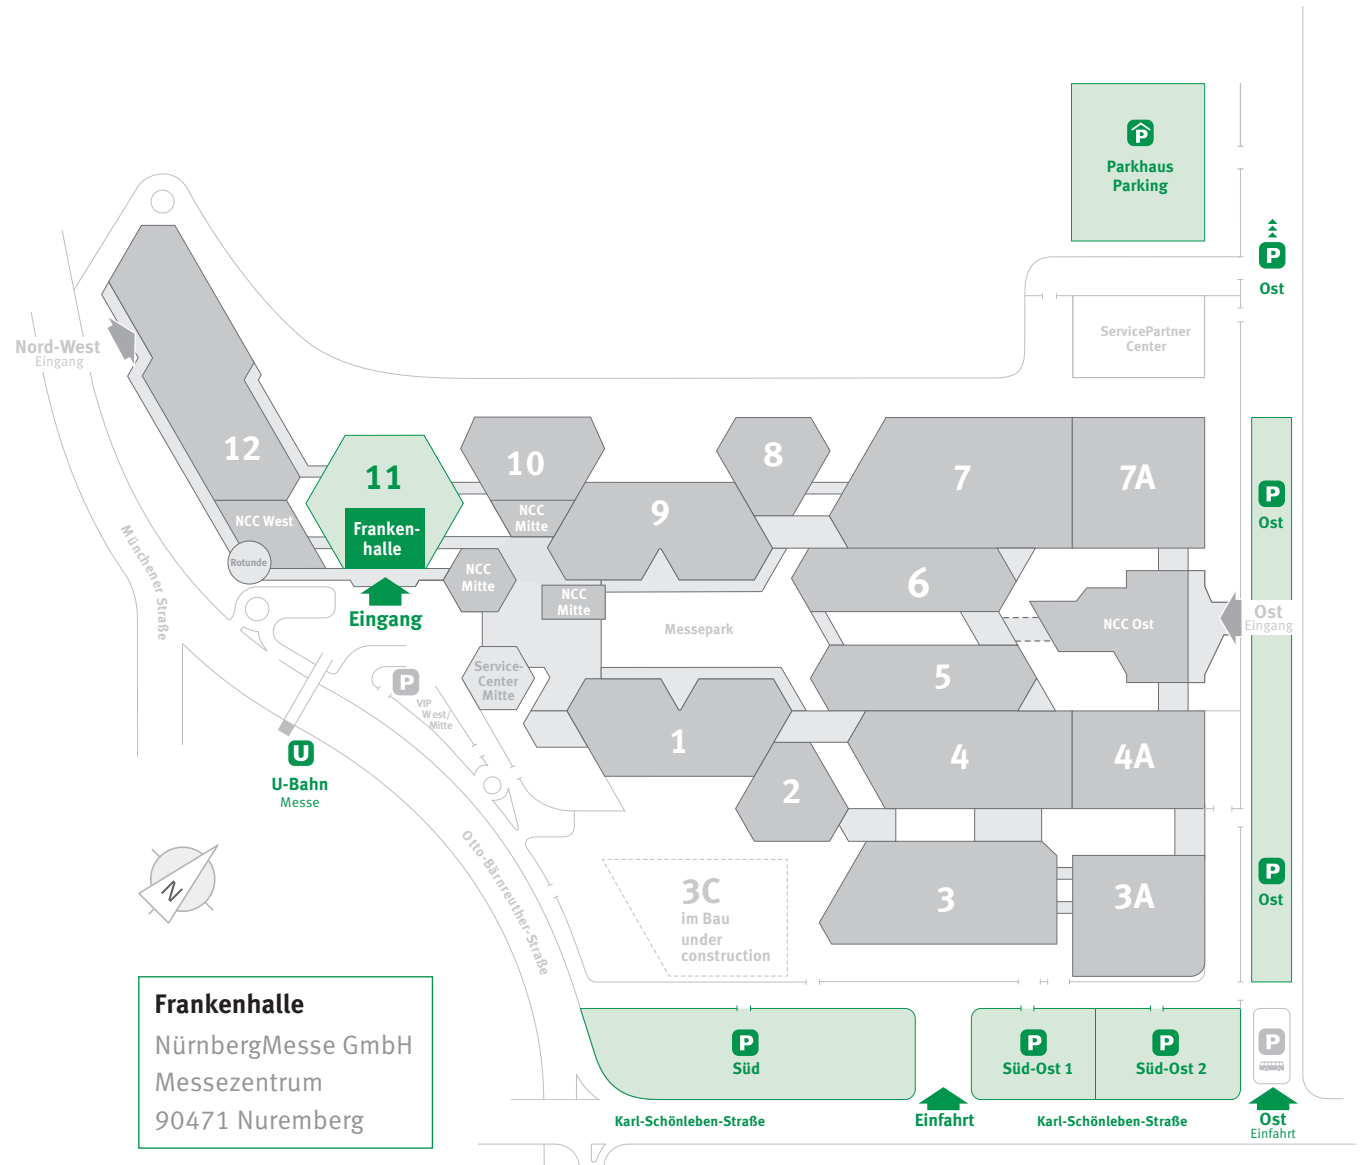 P
Parkhaus
Parking
P
Ost
ServicePartner
Center
Nord-West
Eingang
12
11
10
8
7
7A
9
Franken-
halle
NCC West
NCC
Mitte
Rotunde
NCC
Mitte
NCC
Mitte
6
Eingang
Messepark
NCC Ost
Ost
Eingang
P
Ost
Münchener Straße
Service-
Center
Mitte
P
VIP
West/
Mitte
5
1
4
4A
2
U
U-Bahn
Messe
Otto-Bärnreuther-Straße
N
3C
im Bau
under
construction
3
3A
P
Ost
Frankenhalle
NürnbergMesse GmbH
Messezentrum
90471 Nuremberg
P
Süd
P
Süd-Ost 1
P
Süd-Ost 2
P
Karl-Schönleben-Straße
Einfahrt
Karl-Schönleben-Straße
Ost
Einfahrt